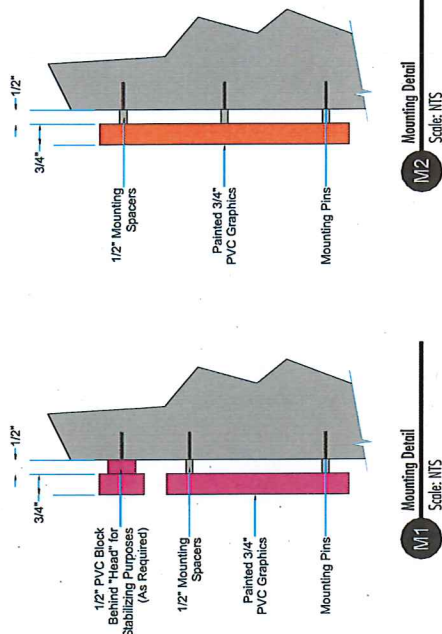 1/2"
3/4"
1/2" PVC Block
Behind "Head" for
Stabilizing Purposes
(As Required)
1/2" Mounting
Spacers
Painted 3/4"
PVC Graphics
Mounting Pins
M1
Mounting Detail
Scale: NTS
1/2"
3/4"
1/2" Mounting
Spacers
Painted 3/4"
PVC Graphics
Mounting Pins
M2
Mounting Detail
Scale: NTS